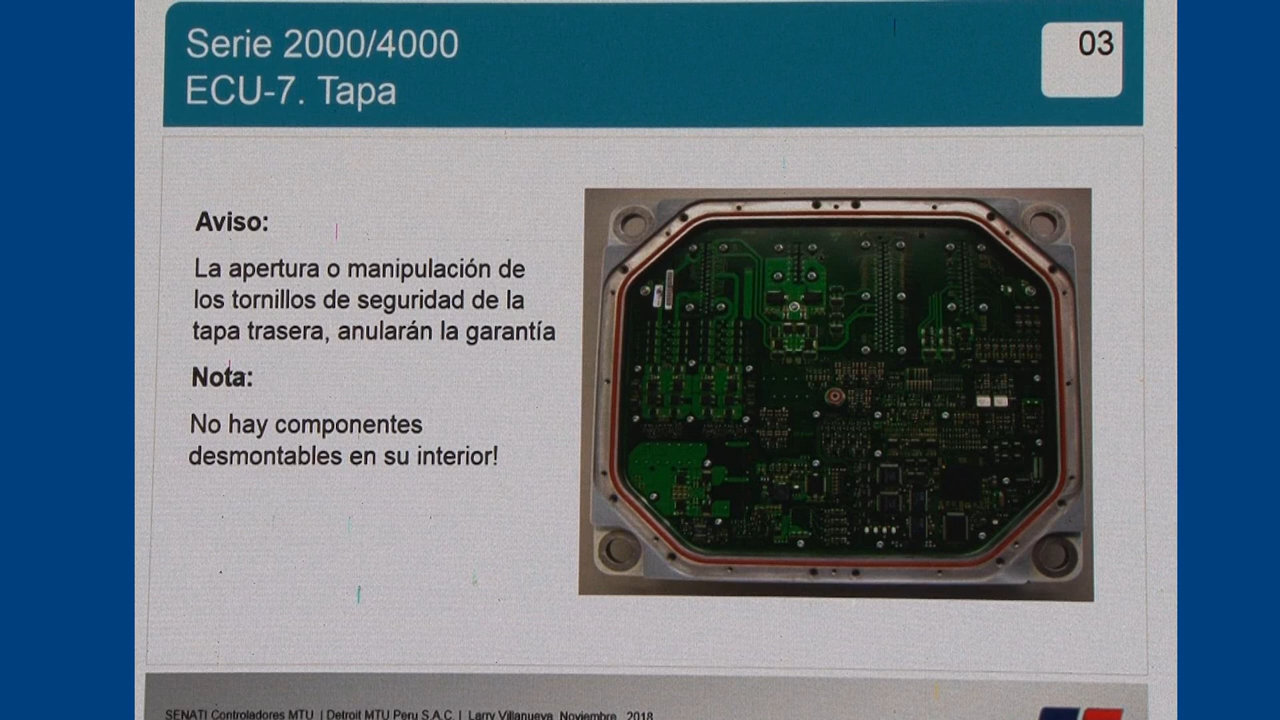 Serie 2000/4000
ECU-7. Tapa
03
Aviso:
La apertura o manipulación de
los tornillos de seguridad de la
tapa trasera, anularán la garantía
Nota:
No hay componentes
desmontables en su interior!
SENATI Controladores MTU | Detroit MTU Peru S.A.C. | Larry Villanueva, Noviembre, 2018